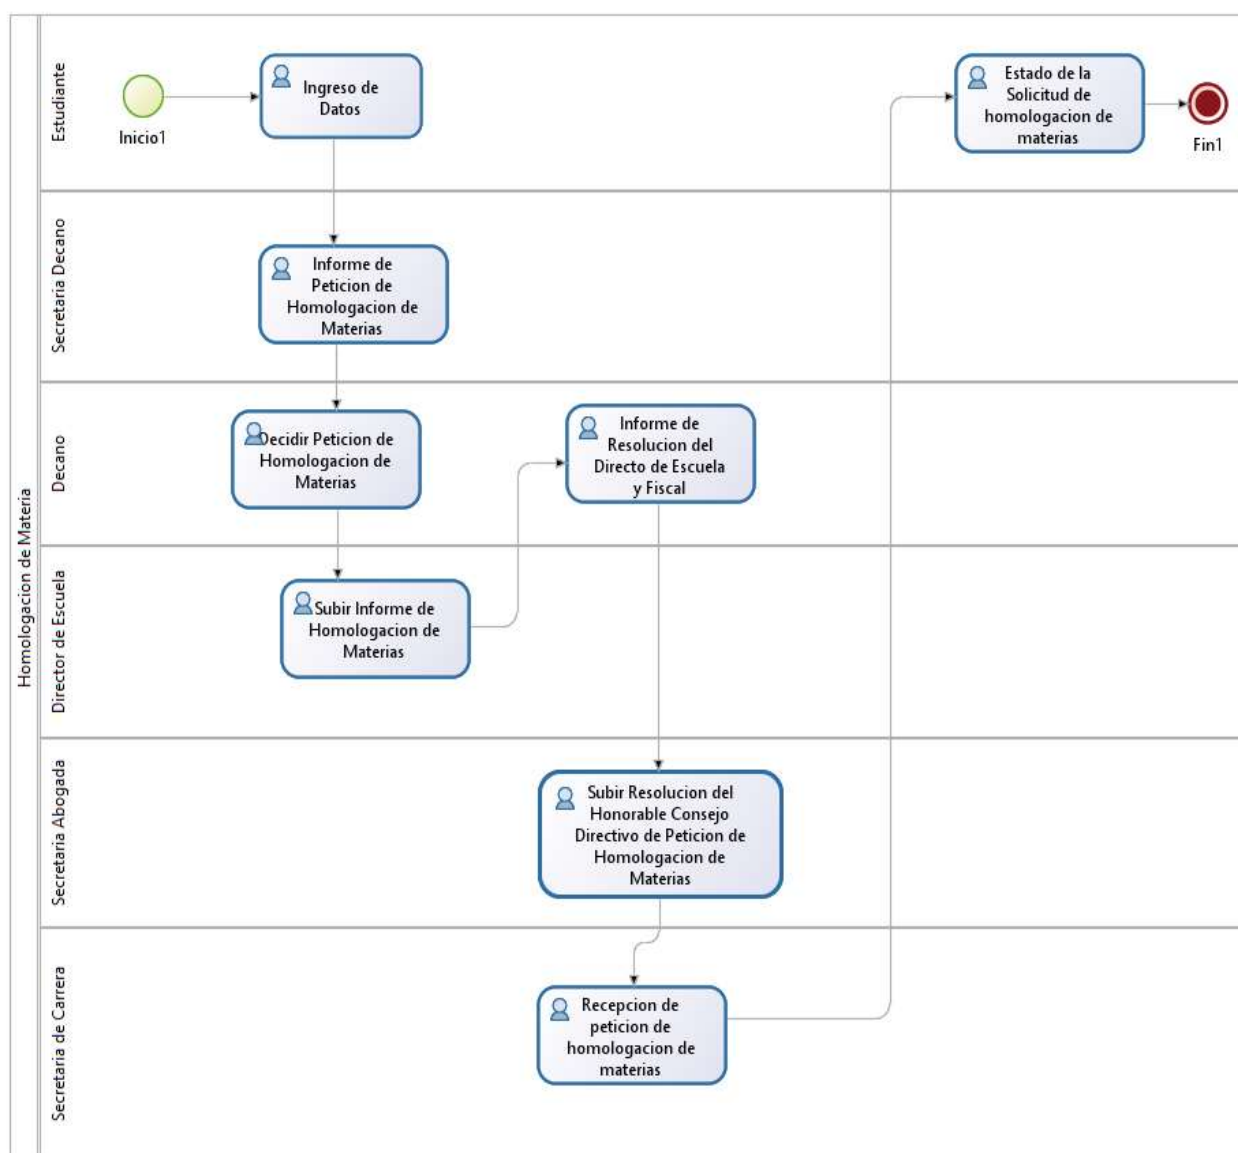 Homologacion de Materia
Estudiante
Inicio1
Ingreso de
Datos
Estado de la
Solicitud de
homologacion de
materias
Fin1
Secretaria Decano
Informe de
Peticion de
Homologacion de
Materias
Decano
Decidir Peticion de
Homologacion de
Materias
Informe de
Resolucion del
Directo de Escuela
y Fiscal
Director de Escuela
Subir Informe de
Homologacion de
Materias
Secretaria Abogada
Subir Resolucion del
Honorable Consejo
Directivo de Peticion de
Homologacion de
Materias
Secretaria de Carrera
Recepcion de
peticion de
homologacion de
materias